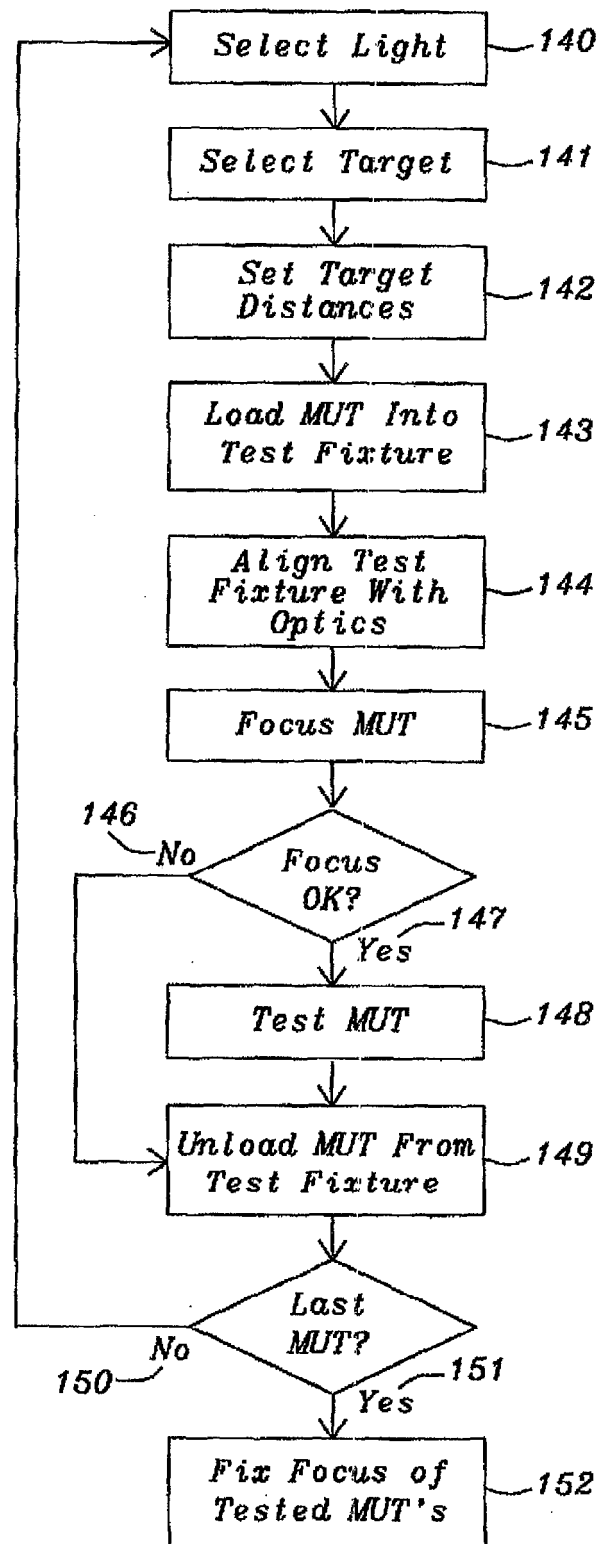 Select Light
140
Select Target
141
Set Target
Distances
142
Load MUT Into
Test Fixture
143
Align Test
Fixture With
Optics
144
Focus MUT
145
146
No
Focus
OK?
147
Yes
Test MUT
148
Unload MUT From
Test Fixture
149
Last
MUT?
No
150
151
Yes
Fix Focus of
Tested MUT's
152